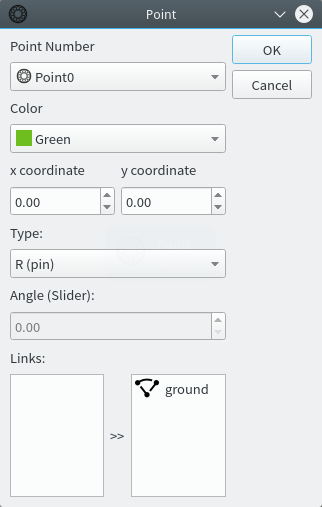 Point
Point Number
OK
Point0
Cancel
Color
Green
x coordinate
y coordinate
0.00
0.00
Type:
R (pin)
Angle (Slider):
0.00
Links:
ground
>>